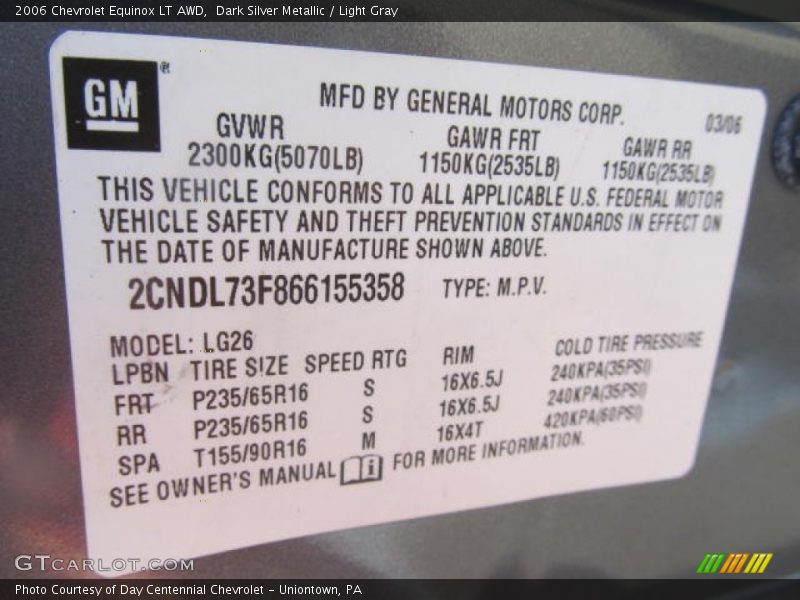 2006 Chevrolet Equinox LT AWD,  Dark Silver Metallic / Light Gray
GM ®
MFD BY GENERAL MOTORS CORP.
03/06
GVWR GAWR FRT GAWR RR
2300KG(5070LB) 1150KG(2535LB) 1150KG(2535LB)
THIS VEHICLE CONFORMS TO ALL APPLICABLE U.S. FEDERAL MOTOR
VEHICLE SAFETY AND THEFT PREVENTION STANDARDS IN EFFECT ON
THE DATE OF MANUFACTURE SHOWN ABOVE.
2CNDL73F866155358 TYPE: M.P.V.
MODEL: LG26
LPBN TIRE SIZE SPEED RTG RIM COLD TIRE PRESSURE
FRT P235/65R16 S 16X6.5J 240KPA(35PSI)
RR P235/65R16 S 16X6.5J 240KPA(35PSI)
SPA T155/90R16 M 16X4T 420KPA(60PSI)
SEE OWNER'S MANUAL i FOR MORE INFORMATION.
GTCARLOT.COM
Photo Courtesy of Day Centennial Chevrolet - Uniontown, PA